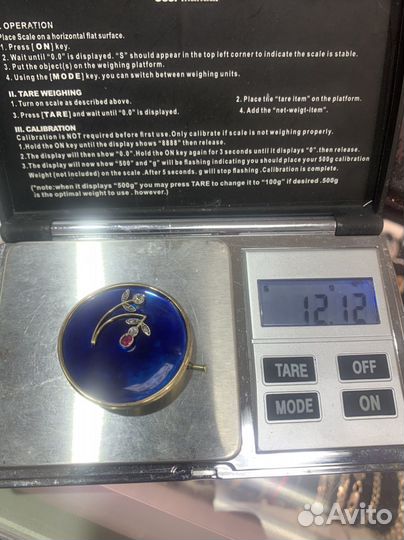 User Manual
I. OPERATION
Place Scale on a horizontal flat surface.
1. Press [ON] key.
2. Wait until "0.0" is displayed. "S" should appear in the top left corner to indicate the scale is stable.
3. Put the object(s) on the weighing platform.
4. Using the [MODE] key, you can switch between weighing units.
II. TARE WEIGHING
1. Turn on scale as described above.
2. Place the "tare item" on the platform.
3. Press [TARE] and wait until "0.0" is displayed.
4. Add the "net-weigt-item".
III. CALIBRATION
Calibration is NOT required before first use.Only calibrate if scale is not weighing properly.
1.Hold the ON key until the display shows "8888" then release.
2.The display will then show "0.0".Hold the ON key again for 3 seconds until it displays "0".then release.
3.The display will now show "500" and "g" will be flashing indicating you should place your 500g calibration
Weight (not included) on the scale .After 5 seconds. g will stop flashing .Calibration is complete.
("note:when it displays "500g" you may press TARE to change it to "100g" if desired .500g
is the optimal weight to use . however.)
S
12.12
TARE
OFF
MODE
ON
Avito